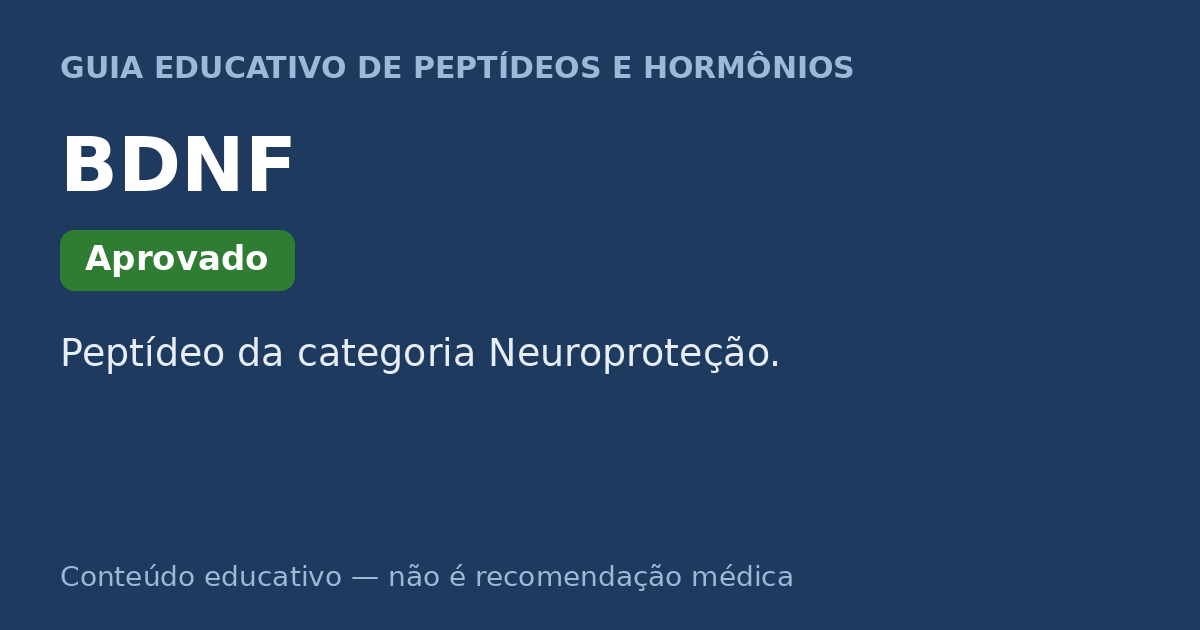 GUIA EDUCATIVO DE PEPTÍDEOS E HORMÔNIOS
BDNF
Aprovado
Peptídeo da categoria Neuroproteção.
Conteúdo educativo — não é recomendação médica